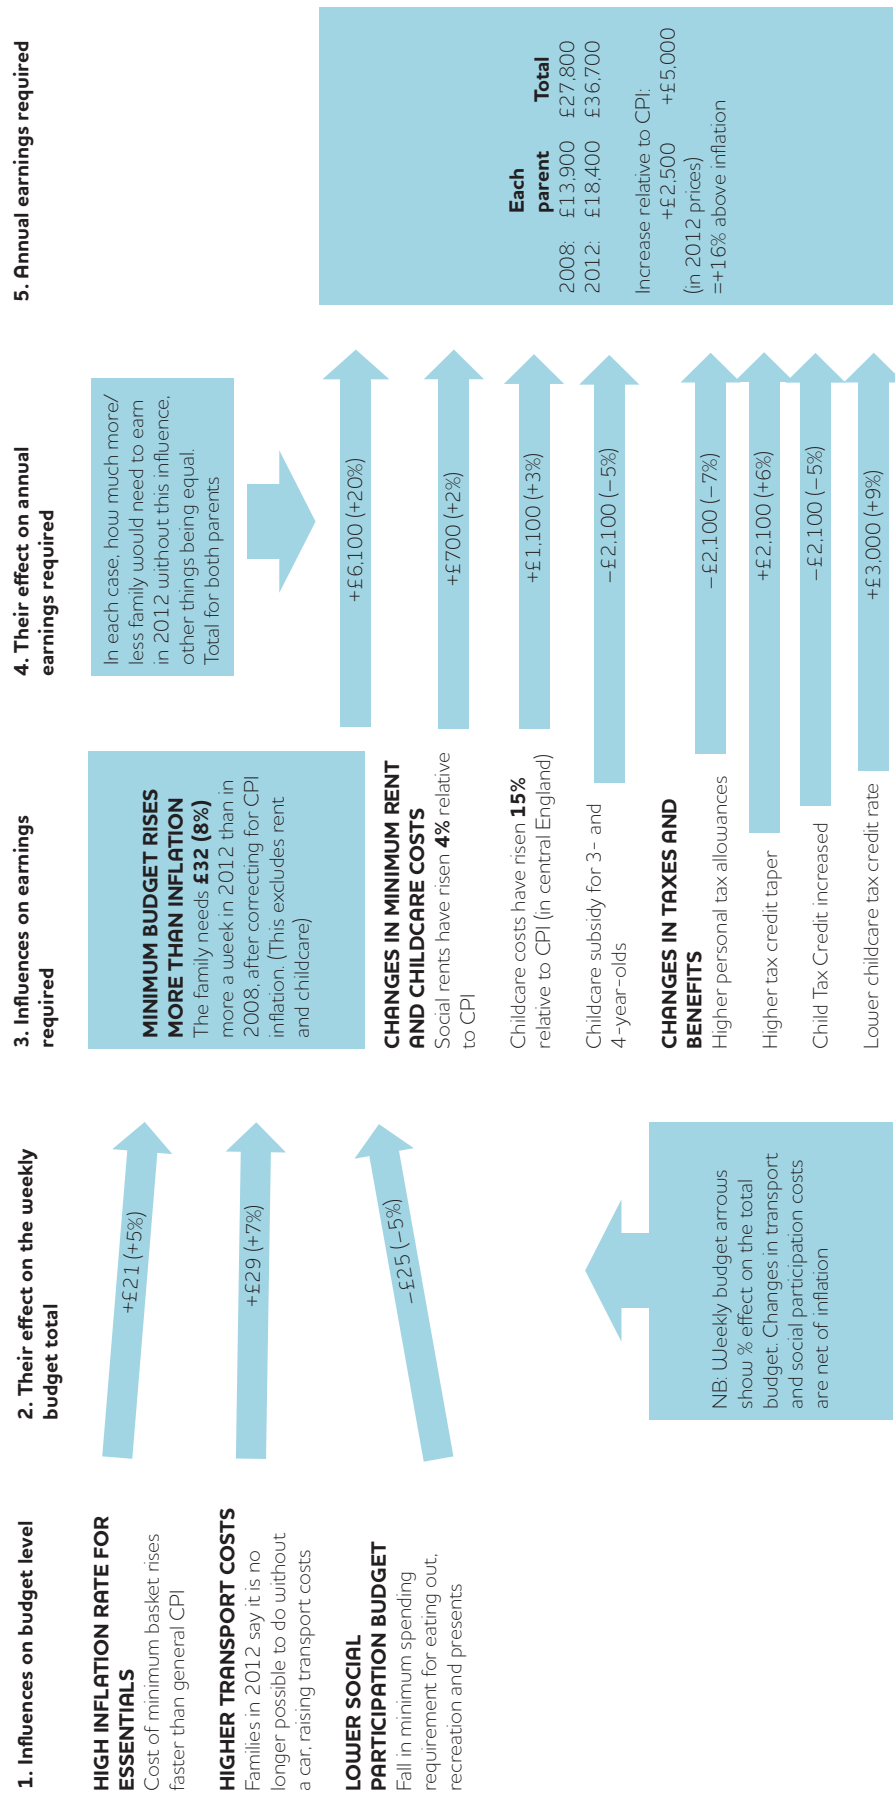 1. Influences on budget level
HIGH INFLATION RATE FOR
ESSENTIALS
Cost of minimum basket rises
faster than general CPI
HIGHER TRANSPORT COSTS
Families in 2012 say it is no
longer possible to do without
a car, raising transport costs
LOWER SOCIAL
PARTICIPATION BUDGET
Fall in minimum spending
requirement for eating out,
recreation and presents
2. Their effect on the weekly
budget total
+£21 (+5%)
+£29 (+7%)
−£25 (−5%)
NB: Weekly budget arrows
show % effect on the total
budget. Changes in transport
and social participation costs
are net of inflation
3. Influences on earnings
required
MINIMUM BUDGET RISES
MORE THAN INFLATION
The family needs £32 (8%)
more a week in 2012 than in
2008, after correcting for CPI
inflation. (This excludes rent
and childcare)
CHANGES IN MINIMUM RENT
AND CHILDCARE COSTS
Social rents have risen 4% relative
to CPI
Childcare costs have risen 15%
relative to CPI (in central England)
Childcare subsidy for 3- and
4-year-olds
CHANGES IN TAXES AND
BENEFITS
Higher personal tax allowances
Higher tax credit taper
Child Tax Credit increased
Lower childcare tax credit rate
4. Their effect on annual
earnings required
In each case, how much more/
less family would need to earn
in 2012 without this influence,
other things being equal.
Total for both parents
+£6,100 (+20%)
+£700 (+2%)
+£1,100 (+3%)
−£2,100 (−5%)
−£2,100 (−7%)
+£2,100 (+6%)
−£2,100 (−5%)
+£3,000 (+9%)
5. Annual earnings required
Each
parent Total
2008: £13,900 £27,800
2012: £18,400 £36,700
Increase relative to CPI:
+£2,500 +£5,000
(in 2012 prices)
=+16% above inflation